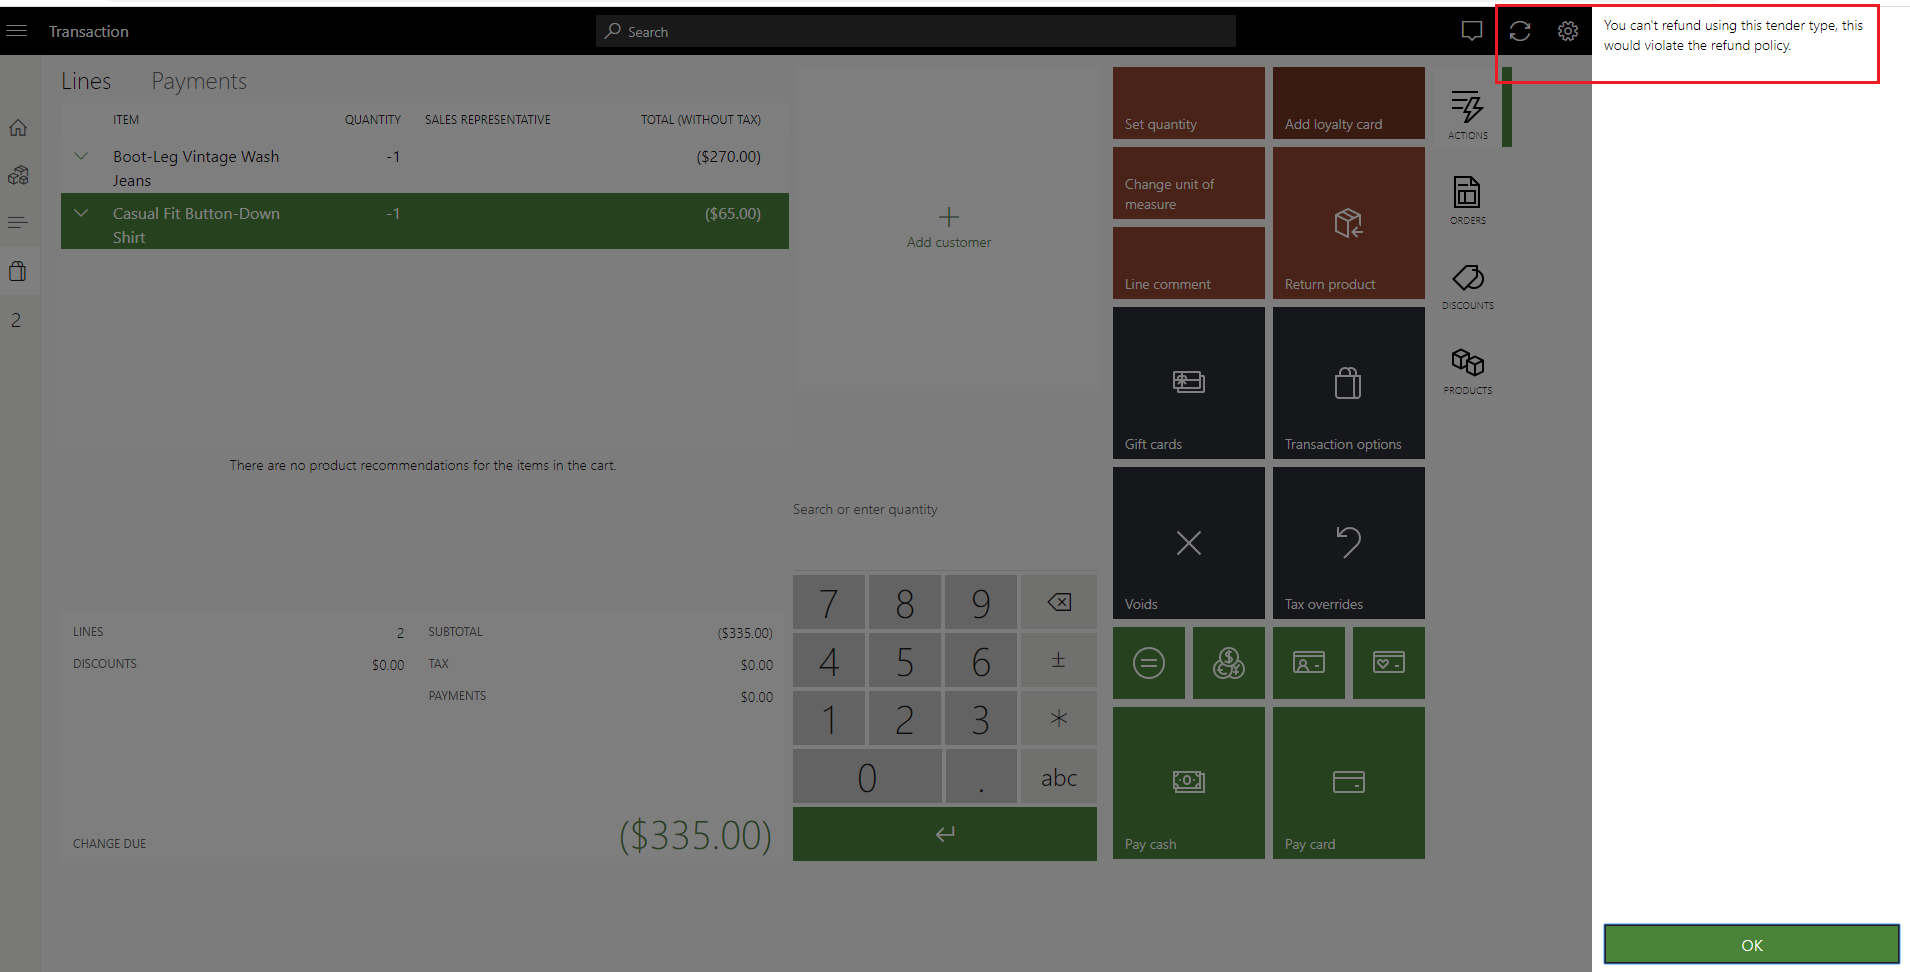 Transaction
Search
You can't refund using this tender type, this
would violate the refund policy.
Lines
Payments
ITEM QUANTITY SALES REPRESENTATIVE TOTAL (WITHOUT TAX)
Boot-Leg Vintage Wash
Jeans
-1 ($270.00)
Casual Fit Button-Down
Shirt
-1 ($65.00)
2
There are no product recommendations for the items in the cart.
LINES 2
DISCOUNTS $0.00
SUBTOTAL ($335.00)
TAX $0.00
PAYMENTS $0.00
CHANGE DUE ($335.00)
Add customer
Search or enter quantity
7 8 9
4 5 6 ±
1 2 3 *
0 . abc
Set quantity
Add loyalty card
Change unit of
measure
Line comment
Return product
Gift cards
Transaction options
Voids
Tax overrides
Pay cash
Pay card
ACTIONS
ORDERS
DISCOUNTS
PRODUCTS
OK